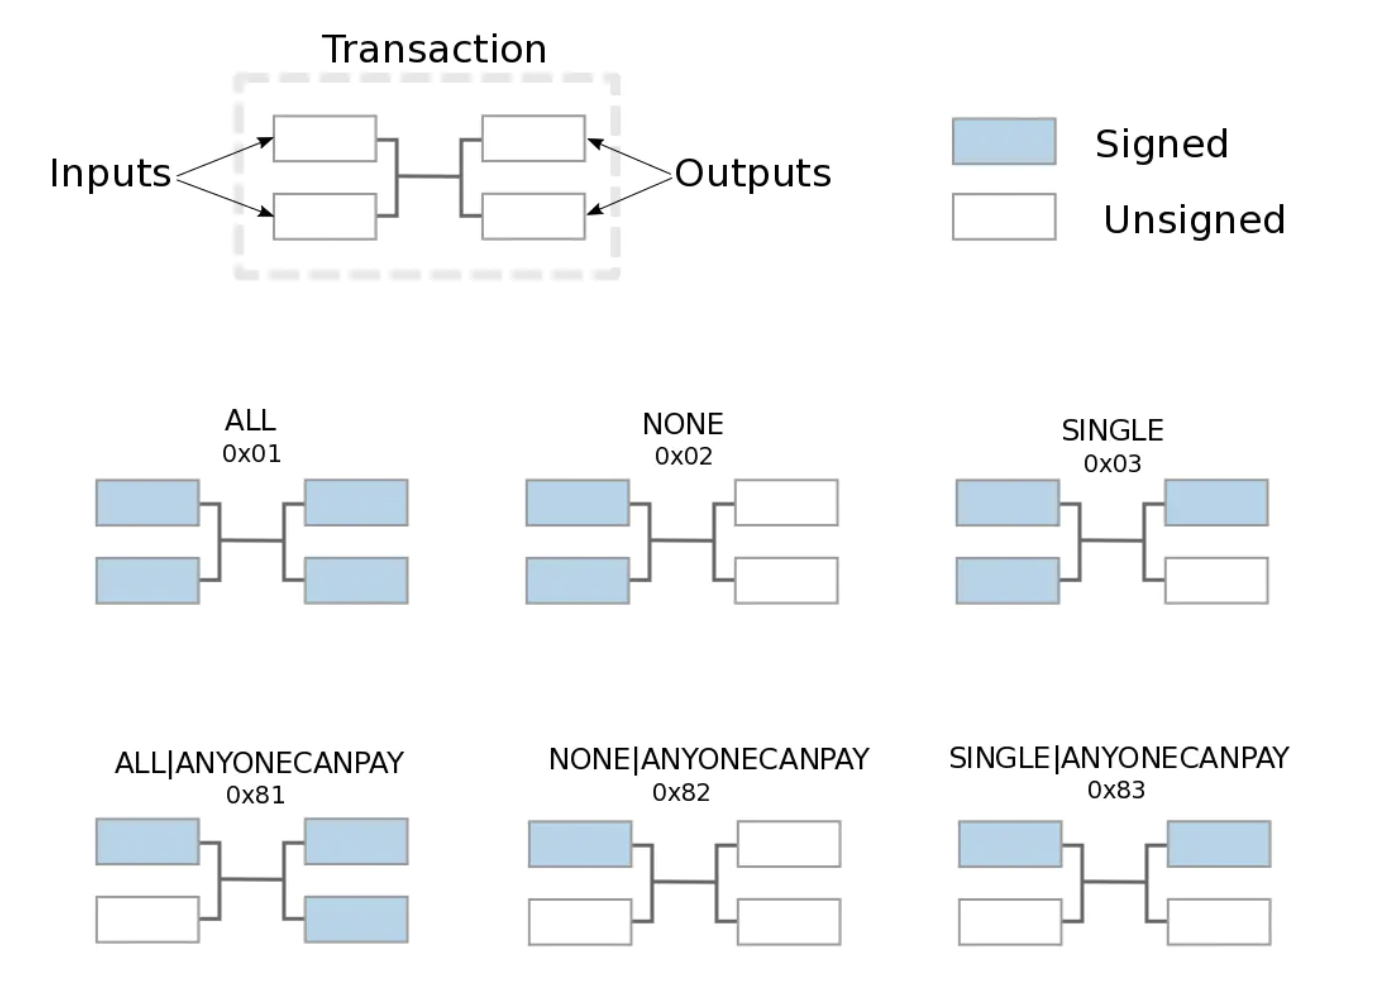 Transaction
Inputs
Outputs
Signed
Unsigned
ALL
0x01
NONE
0x02
SINGLE
0x03
ALL|ANYONECANPAY
0x81
NONE|ANYONECANPAY
0x82
SINGLE|ANYONECANPAY
0x83